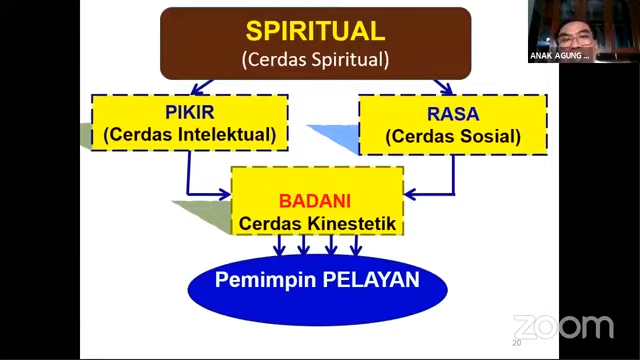 SPIRITUAL
(Cerdas Spiritual)
ANAK AGUNG ...
PIKIR
(Cerdas Intelektual)
RASA
(Cerdas Sosial)
BADANI
Cerdas Kinestetik
Pemimpin PELAYAN
20
zoom